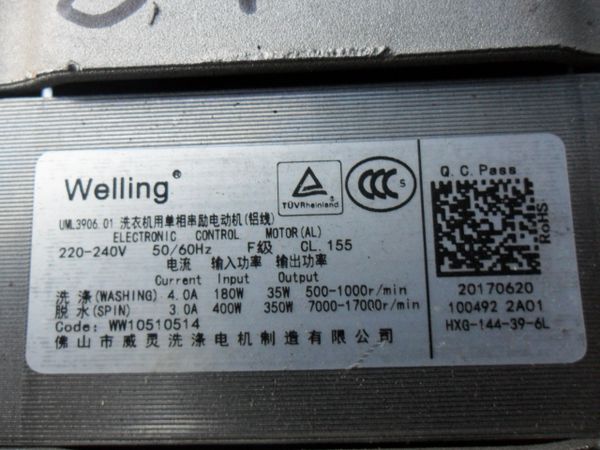 Welling®
TÜVRheinland
CCC S
Q.C. Pass
RoHS
UML3906.01 洗衣机用单相串励电动机(铝线)
ELECTRONIC CONTROL MOTOR(AL)
220-240V 50/60Hz F级 CL.155
电流 输入功率 输出功率
Current Input Output
洗 涤(WASHING) 4.0A 180W 35W 500-1000r/min
脱 水(SPIN) 3.0A 400W 350W 7000-17000r/min
Code: WW10510514
佛山市威灵洗涤电机制造有限公司
20170620
100492 2A01
HXG-144-39-6L